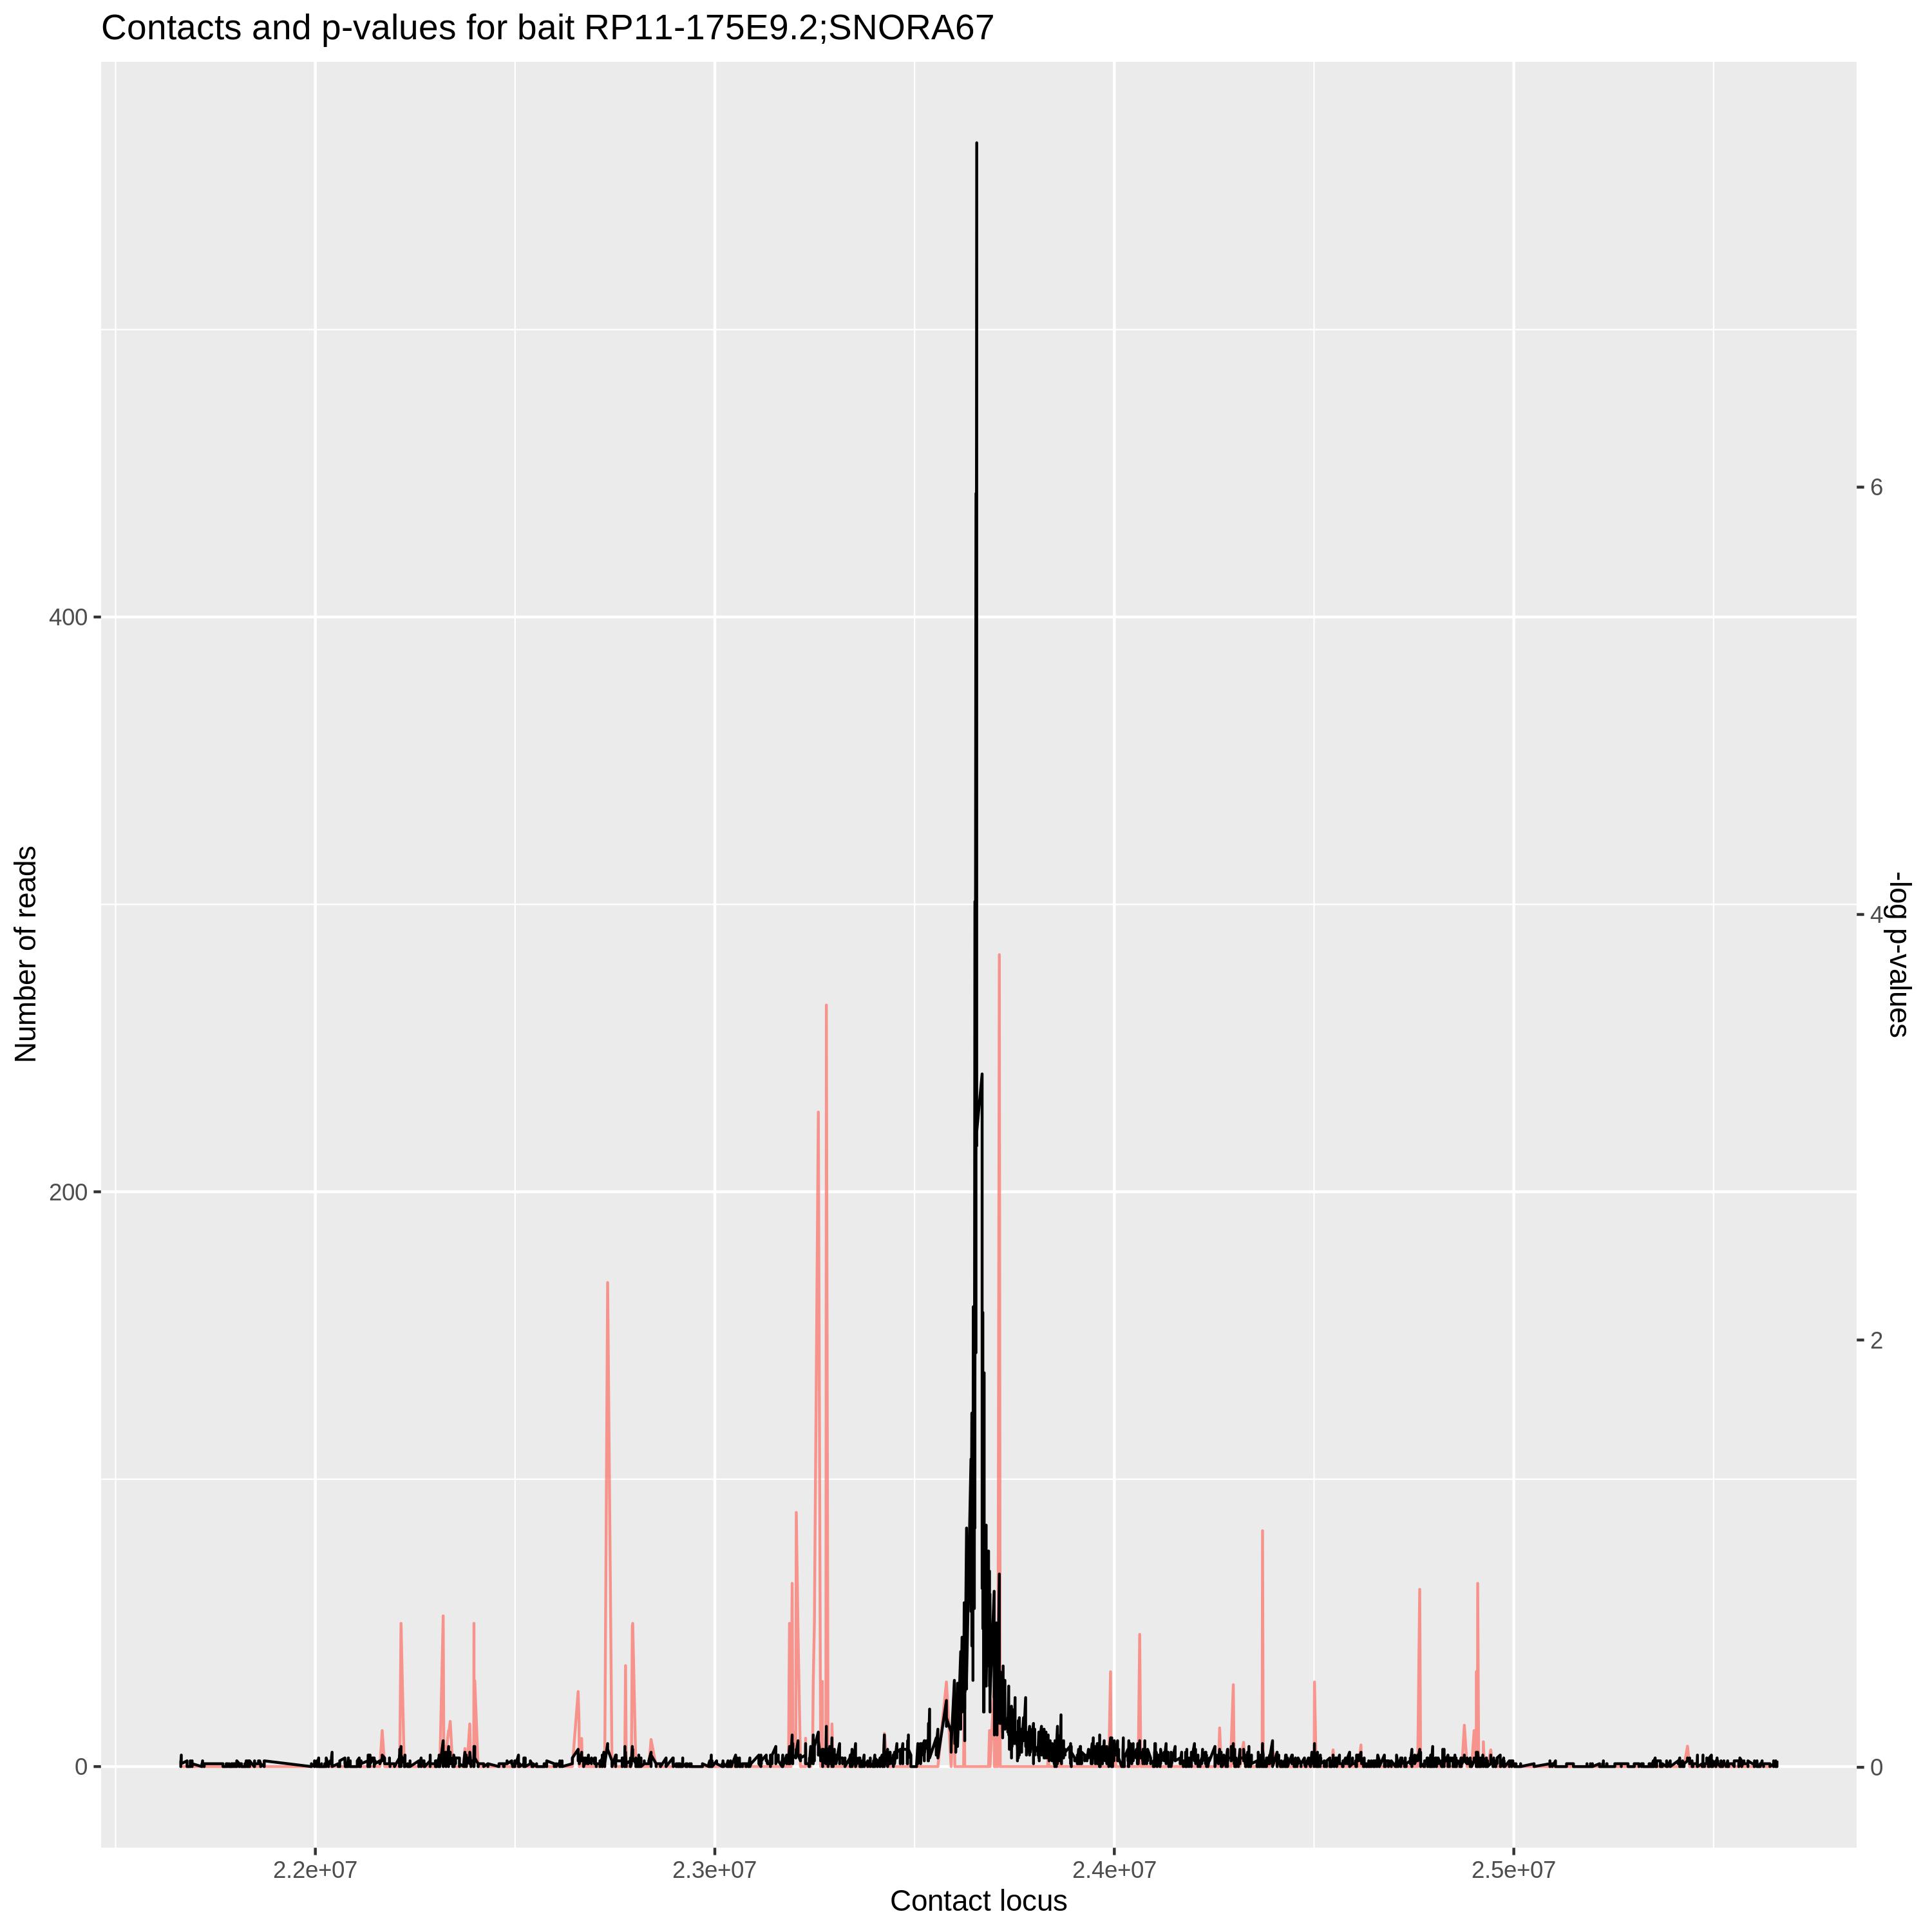 Contacts and p-values for bait RP11-175E9.2;SNORA67
Number of reads
400
200
0
6
4
2
0
-log p-values
2.2e+07
2.3e+07
2.4e+07
2.5e+07
Contact locus